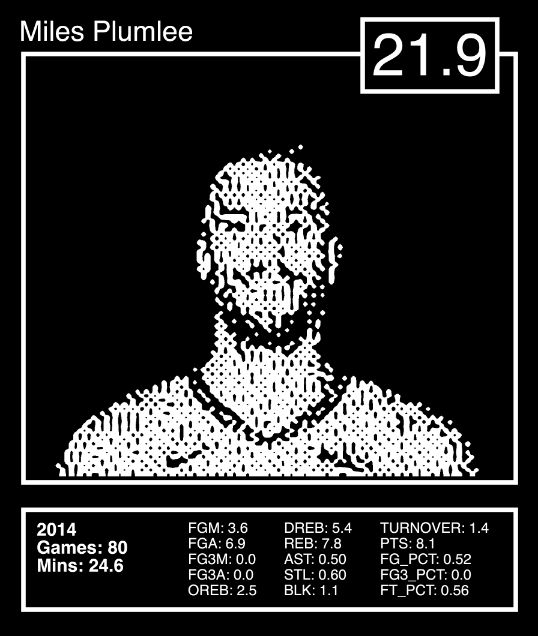 Miles Plumlee
21.9
2014
Games: 80
Mins: 24.6
FGM: 3.6
FGA: 6.9
FG3M: 0.0
FG3A: 0.0
OREB: 2.5
DREB: 5.4
REB: 7.8
AST: 0.50
STL: 0.60
BLK: 1.1
TURNOVER: 1.4
PTS: 8.1
FG_PCT: 0.52
FG3_PCT: 0.0
FT_PCT: 0.56